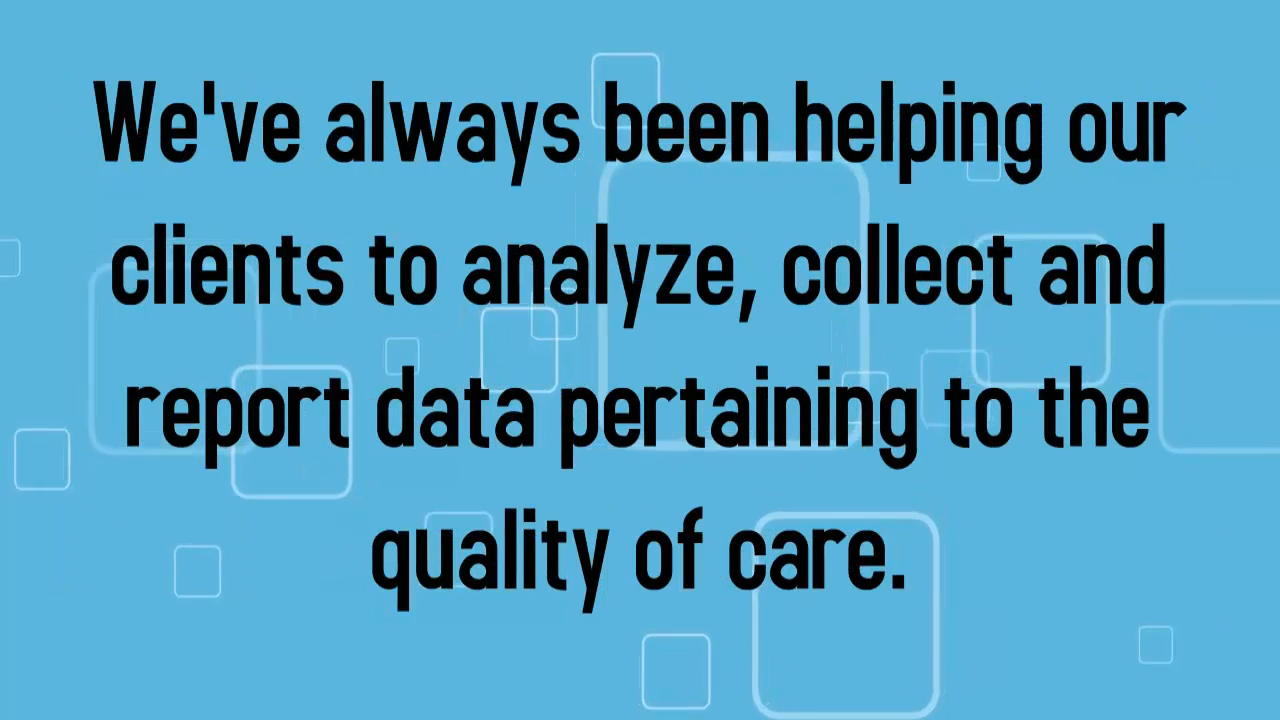 We've always been helping our
clients to analyze, collect and
report data pertaining to the
quality of care.